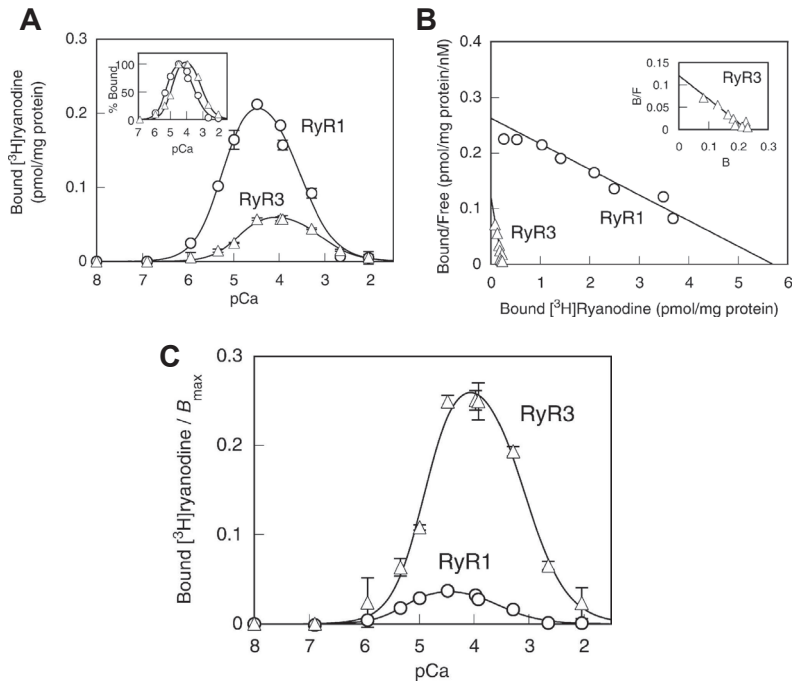 A
Bound [³H]ryanodine
(pmol/mg protein)
0.3
0.2
0.1
0
8 7 6 5 4 3 2
pCa
RyR1
RyR3
% Bound
100
50
0
7 6 5 4 3 2
pCa
B
Bound/Free (pmol/mg protein/nM)
0.5
0.4
0.3
0.2
0.1
0
0 1 2 3 4 5 6
Bound [³H]Ryanodine (pmol/mg protein)
RyR3
RyR1
B/F
0.15
0.1
0.05
0
0 0.1 0.2 0.3
B
RyR3
C
Bound [³H]ryanodine / Bmax
0.3
0.2
0.1
0
8 7 6 5 4 3 2
pCa
RyR3
RyR1